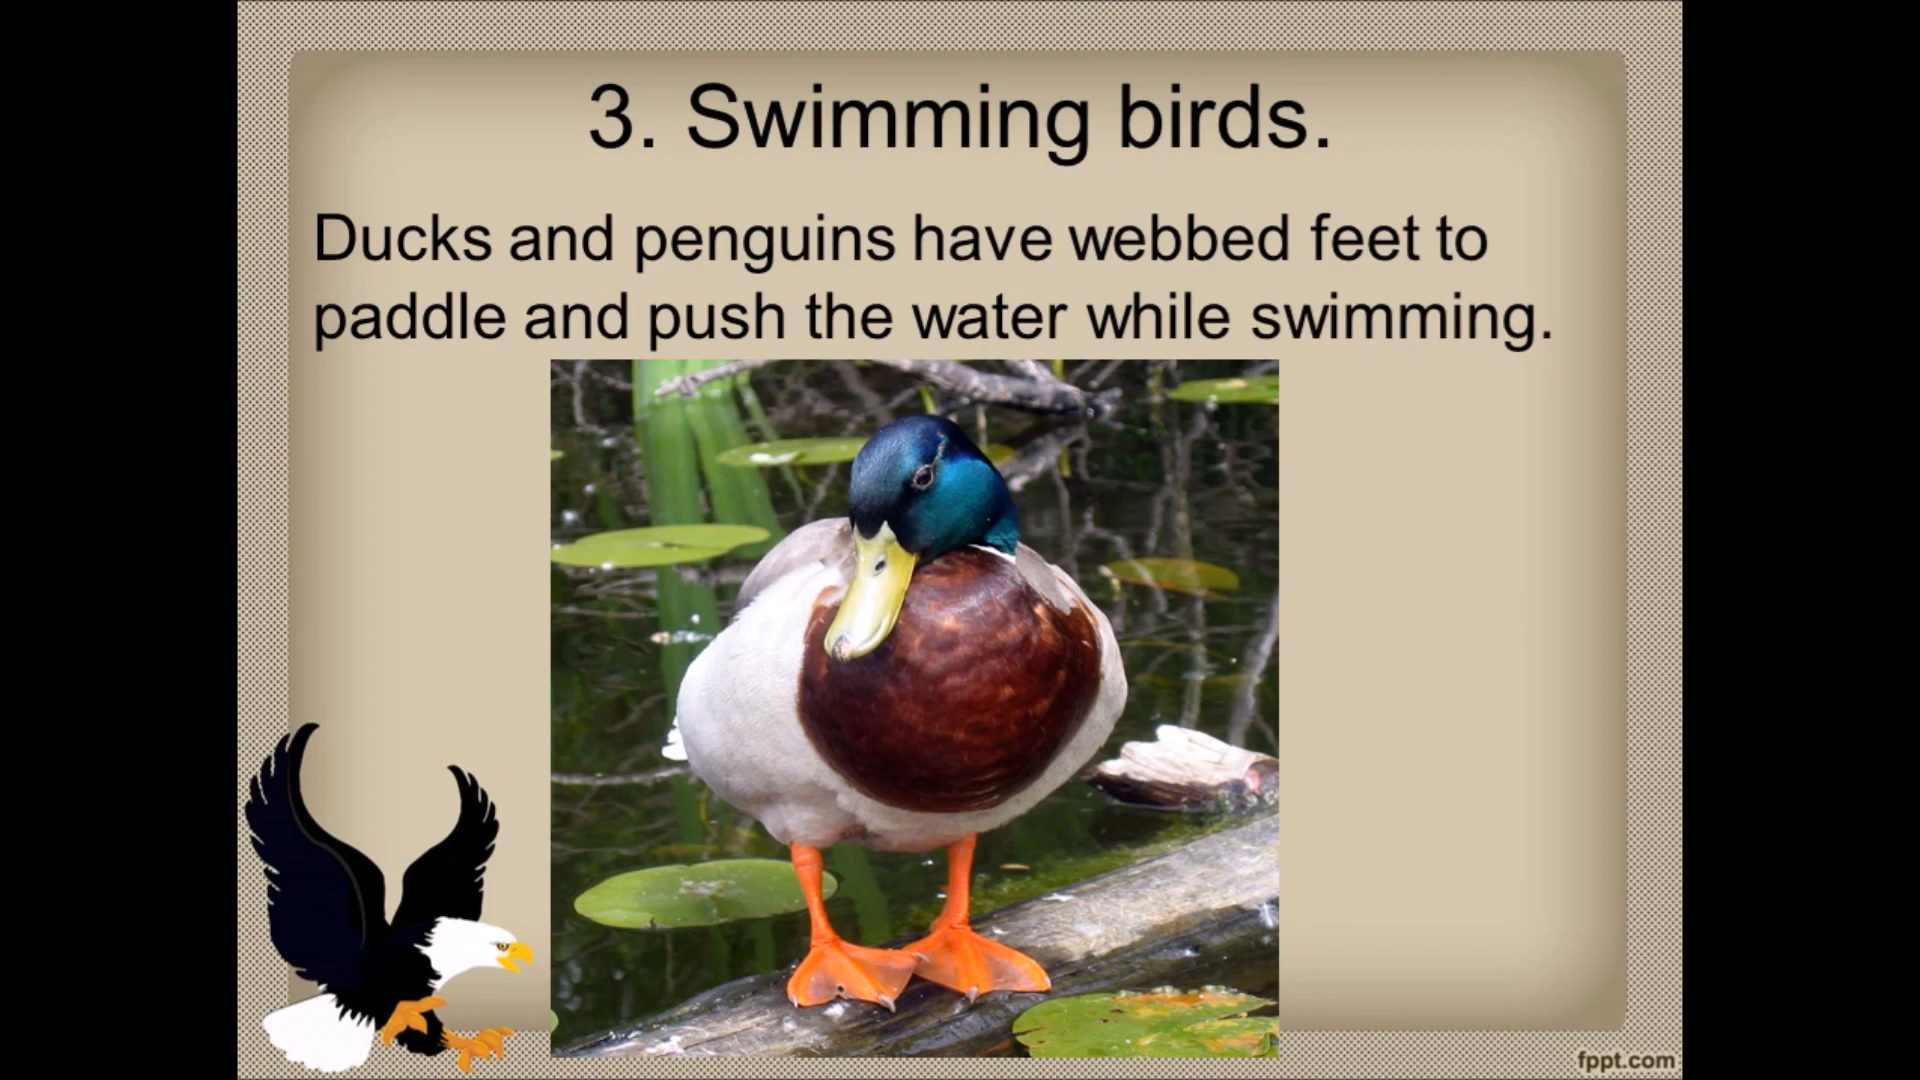 3. Swimming birds.
Ducks and penguins have webbed feet to
paddle and push the water while swimming.
fppt.com